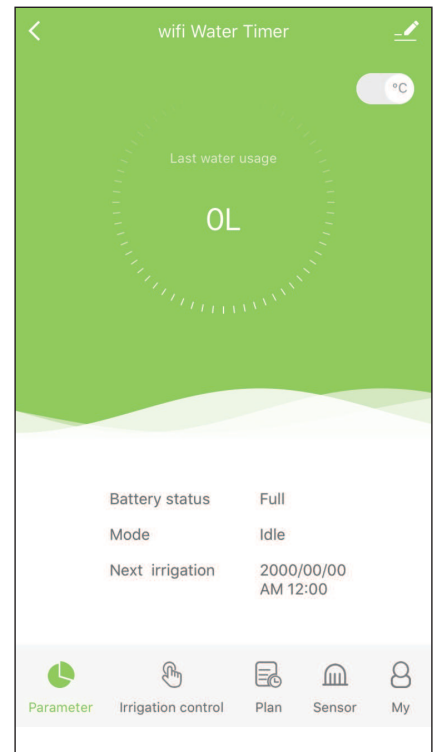 wifi Water Timer
°C
Last water usage
0L
Battery status Full
Mode Idle
Next irrigation 2000/00/00
AM 12:00
Parameter Irrigation control Plan Sensor My